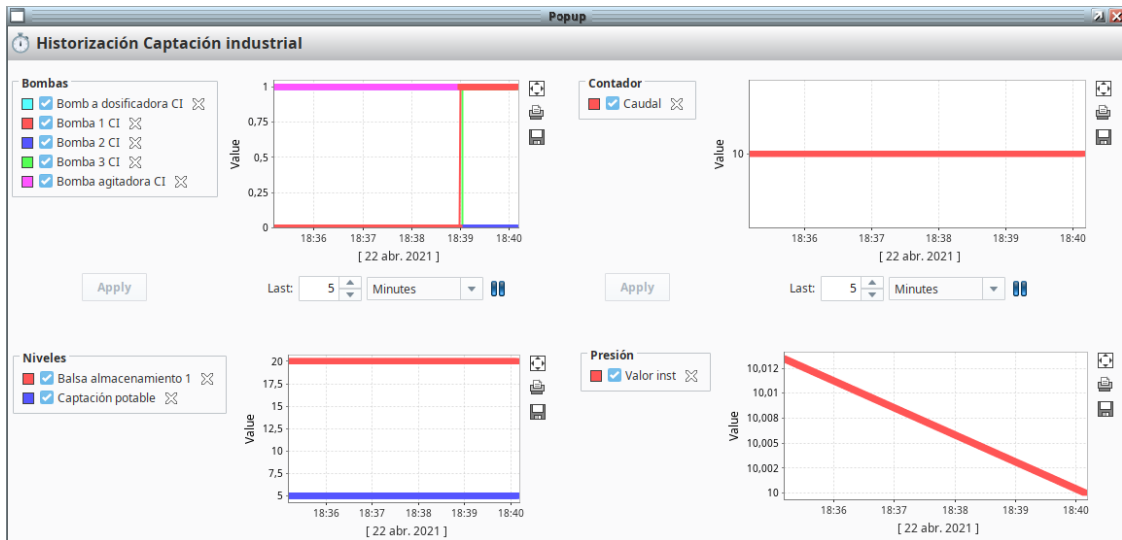 Popup
Historización Captación industrial
Bombas
Bomb a dosificadora CI
Bomba 1 CI
Bomba 2 CI
Bomba 3 CI
Bomba agitadora CI
Value
1
0,75
0,5
0,25
0
18:36 18:37 18:38 18:39 18:40
[ 22 abr. 2021 ]
Apply
Last: 5 Minutes
Contador
Caudal
Value
10
18:36 18:37 18:38 18:39 18:40
[ 22 abr. 2021 ]
Apply
Last: 5 Minutes
Niveles
Balsa almacenamiento 1
Captación potable
Value
20
17,5
15
12,5
10
7,5
5
18:36 18:37 18:38 18:39 18:40
[ 22 abr. 2021 ]
Presión
Valor inst
Value
10,012
10,01
10,008
10,005
10,002
10
18:36 18:37 18:38 18:39 18:40
[ 22 abr. 2021 ]